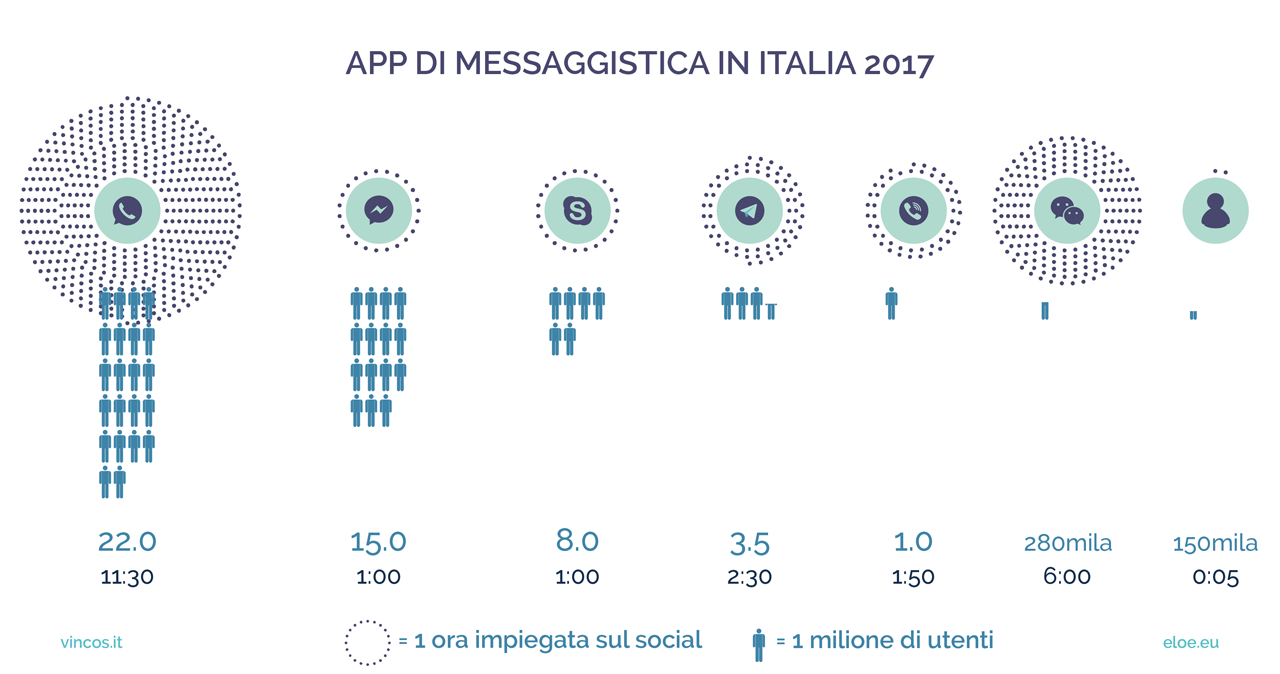 APP DI MESSAGGISTICA IN ITALIA 2017
S
22.0 15.0 8.0 3.5 1.0 280mila 150mila
11:30 1:00 1:00 2:30 1:50 6:00 0:05
= 1 ora impiegata sul social = 1 milione di utenti
vincos.it eloe.eu